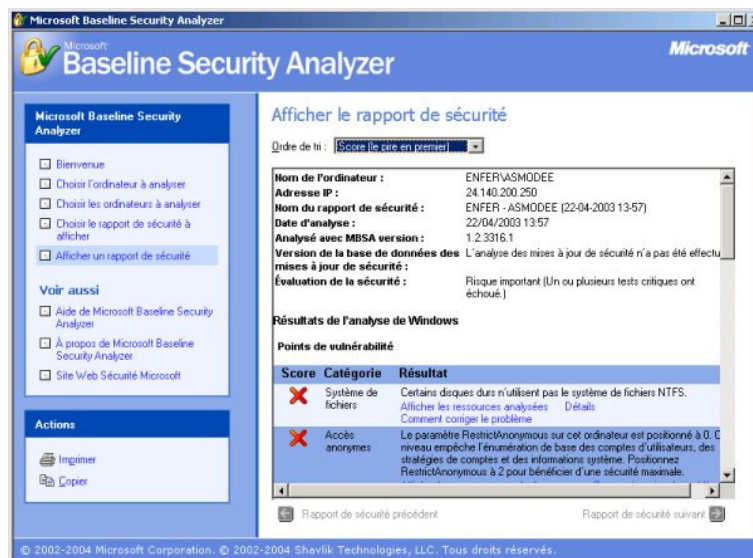 Microsoft Baseline Security Analyzer
Microsoft
Baseline Security Analyzer
Microsoft
Microsoft Baseline Security
Analyzer
Bienvenue
Choisir l'ordinateur à analyser
Choisir les ordinateurs à analyser
Choisir le rapport de sécurité à
afficher
Afficher un rapport de sécurité
Voir aussi
Aide de Microsoft Baseline Security
Analyzer
À propos de Microsoft Baseline
Security Analyzer
Site Web Sécurité Microsoft
Actions
Imprimer
Copier
Afficher le rapport de sécurité
Ordre de tri : Score (le pire en premier)
Nom de l'ordinateur : ENFER\ASMODEE
Adresse IP : 24.140.200.250
Nom du rapport de sécurité : ENFER - ASMODEE (22-04-2003 13-57)
Date d'analyse : 22/04/2003 13:57
Analysé avec MBSA version : 1.2.3316.1
Version de la base de données des L'analyse des mises à jour de sécurité n'a pas été effectu
mises à jour de sécurité :
Évaluation de la sécurité : Risque important (Un ou plusieurs tests critiques ont
échoué.)
Résultats de l'analyse de Windows
Points de vulnérabilité
Score Catégorie Résultat
Système de Certains disques durs n'utilisent pas le système de fichiers NTFS.
fichiers Afficher les ressources analysées Détails
Comment corriger le problème
Accès Le paramètre RestrictAnonymous sur cet ordinateur est positionné à 0. C
anonymes niveau empêche l'énumération de base des comptes d'utilisateurs, des
stratégies de comptes et des informations système. Positionnez
RestrictAnonymous à 2 pour bénéficier d'une sécurité maximale.
Rapport de sécurité précédent Rapport de sécurité suivant
© 2002-2004 Microsoft Corporation. © 2002-2004 Shavlik Technologies, LLC. Tous droits réservés.